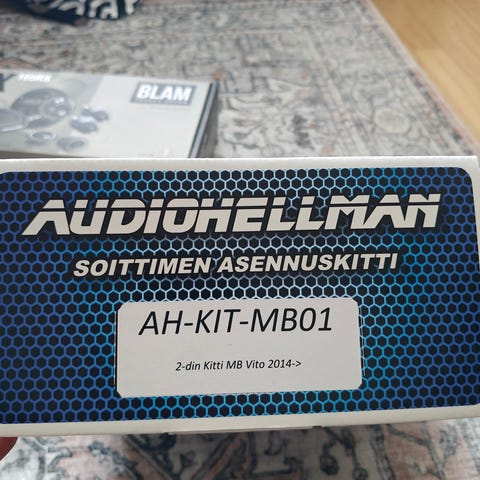 BLAM
AUDIOHELLMAN
SOITTIMEN ASENNUSKITTI
AH-KIT-MB01
2-din Kitti MB Vito 2014->